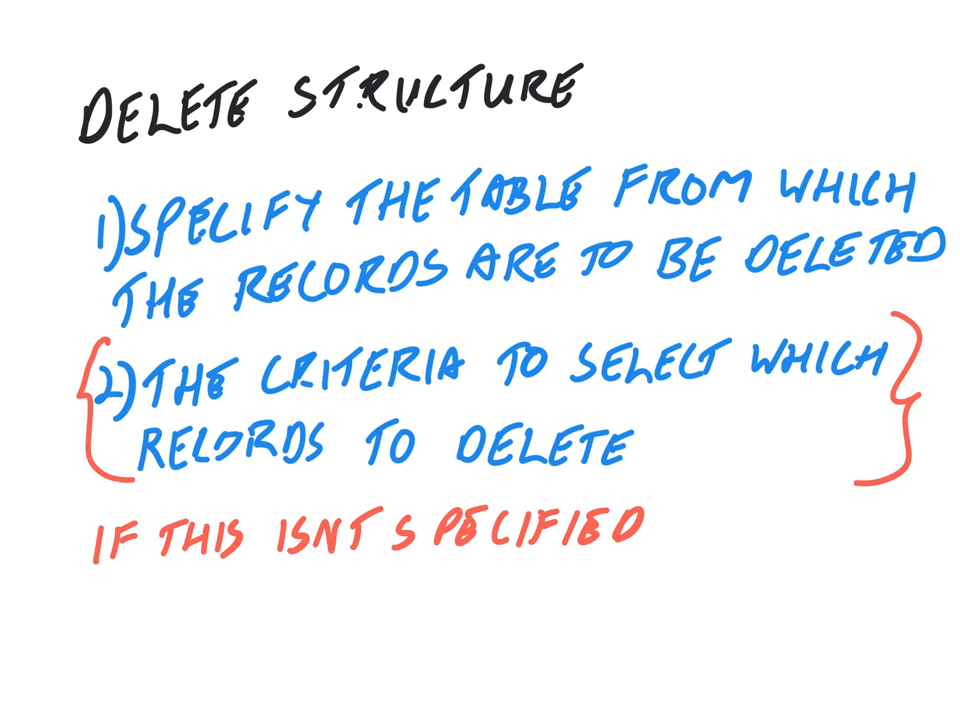 DELETE STRUCTURE
1) SPECIFY THE TABLE FROM WHICH
THE RECORDS ARE TO BE DELETED
2) THE CRITERIA TO SELECT WHICH
RECORDS TO DELETE
IF THIS ISNT SPECIFIED